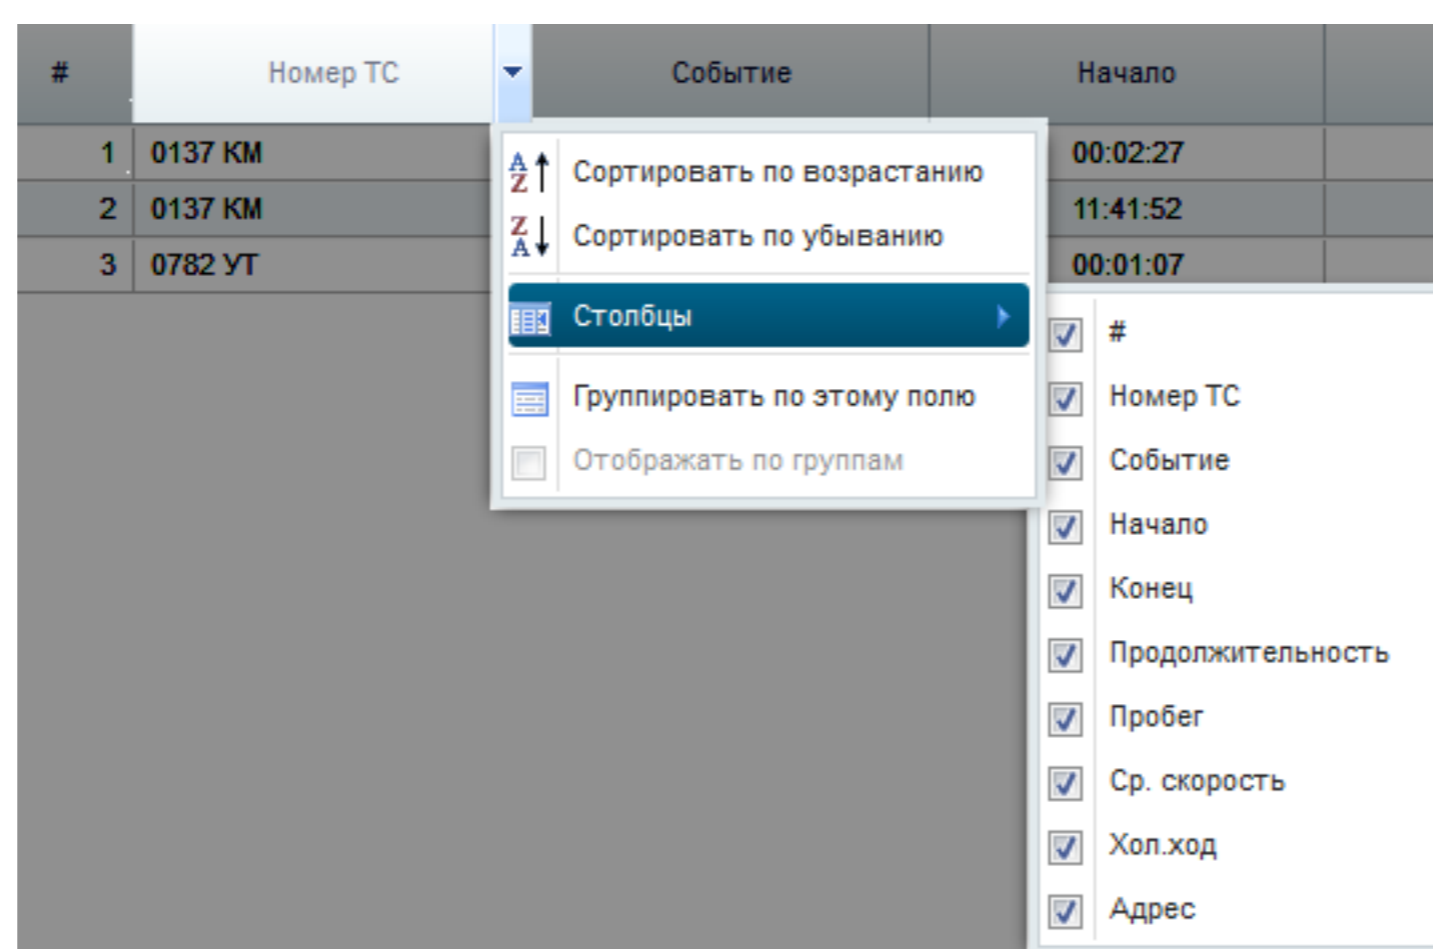 # Номер ТС Событие Начало
1 0137 КМ 00:02:27
2 0137 КМ 11:41:52
3 0782 УТ 00:01:07
Сортировать по возрастанию
Сортировать по убыванию
Столбцы
Группировать по этому полю
Отображать по группам
#
Номер ТС
Событие
Начало
Конец
Продолжительность
Пробег
Ср. скорость
Хол.ход
Адрес